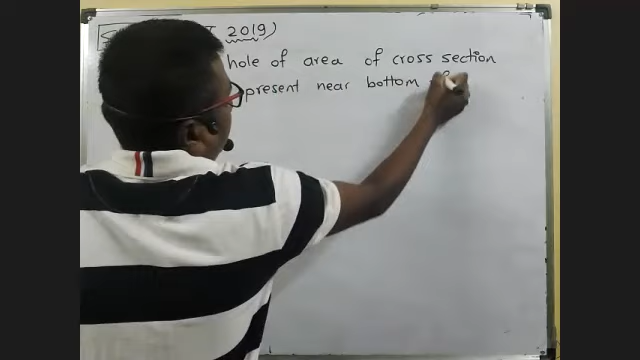 2019)
hole of area of cross section
present near bottom